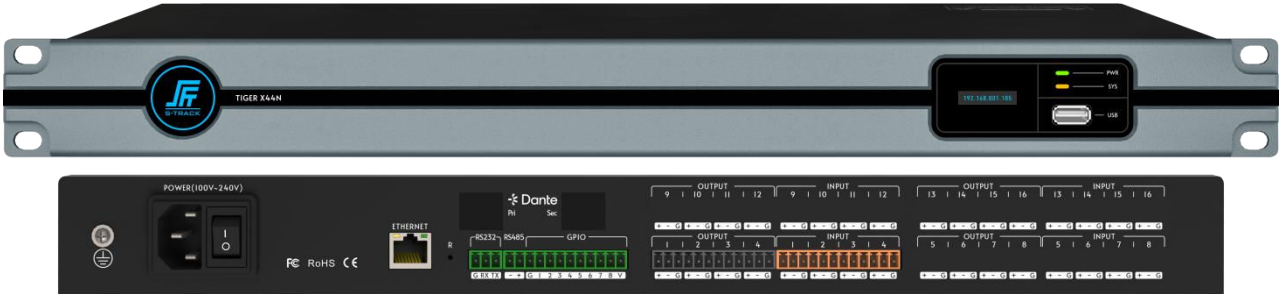 PWR
SYS
S-TRACK
TIGER X44N
192.168.001.186
USB
POWER(100V~240V)
OUTPUT INPUT OUTPUT INPUT
9 10 11 12 9 10 11 12 13 14 15 16 13 14 15 16
Dante
Pri Sec
ETHERNET
+ - G + - G + - G + - G + - G + - G + - G + - G + - G + - G + - G + - G + - G + - G + - G + - G
R
RS232 RS485 GPIO
OUTPUT INPUT OUTPUT INPUT
1 2 3 4 1 2 3 4 5 6 7 8 5 6 7 8
I
O
FC RoHS CE
G RX TX - + G 1 2 3 4 5 6 7 8 V
+ - G + - G + - G + - G + - G + - G + - G + - G + - G + - G + - G + - G + - G + - G + - G + - G